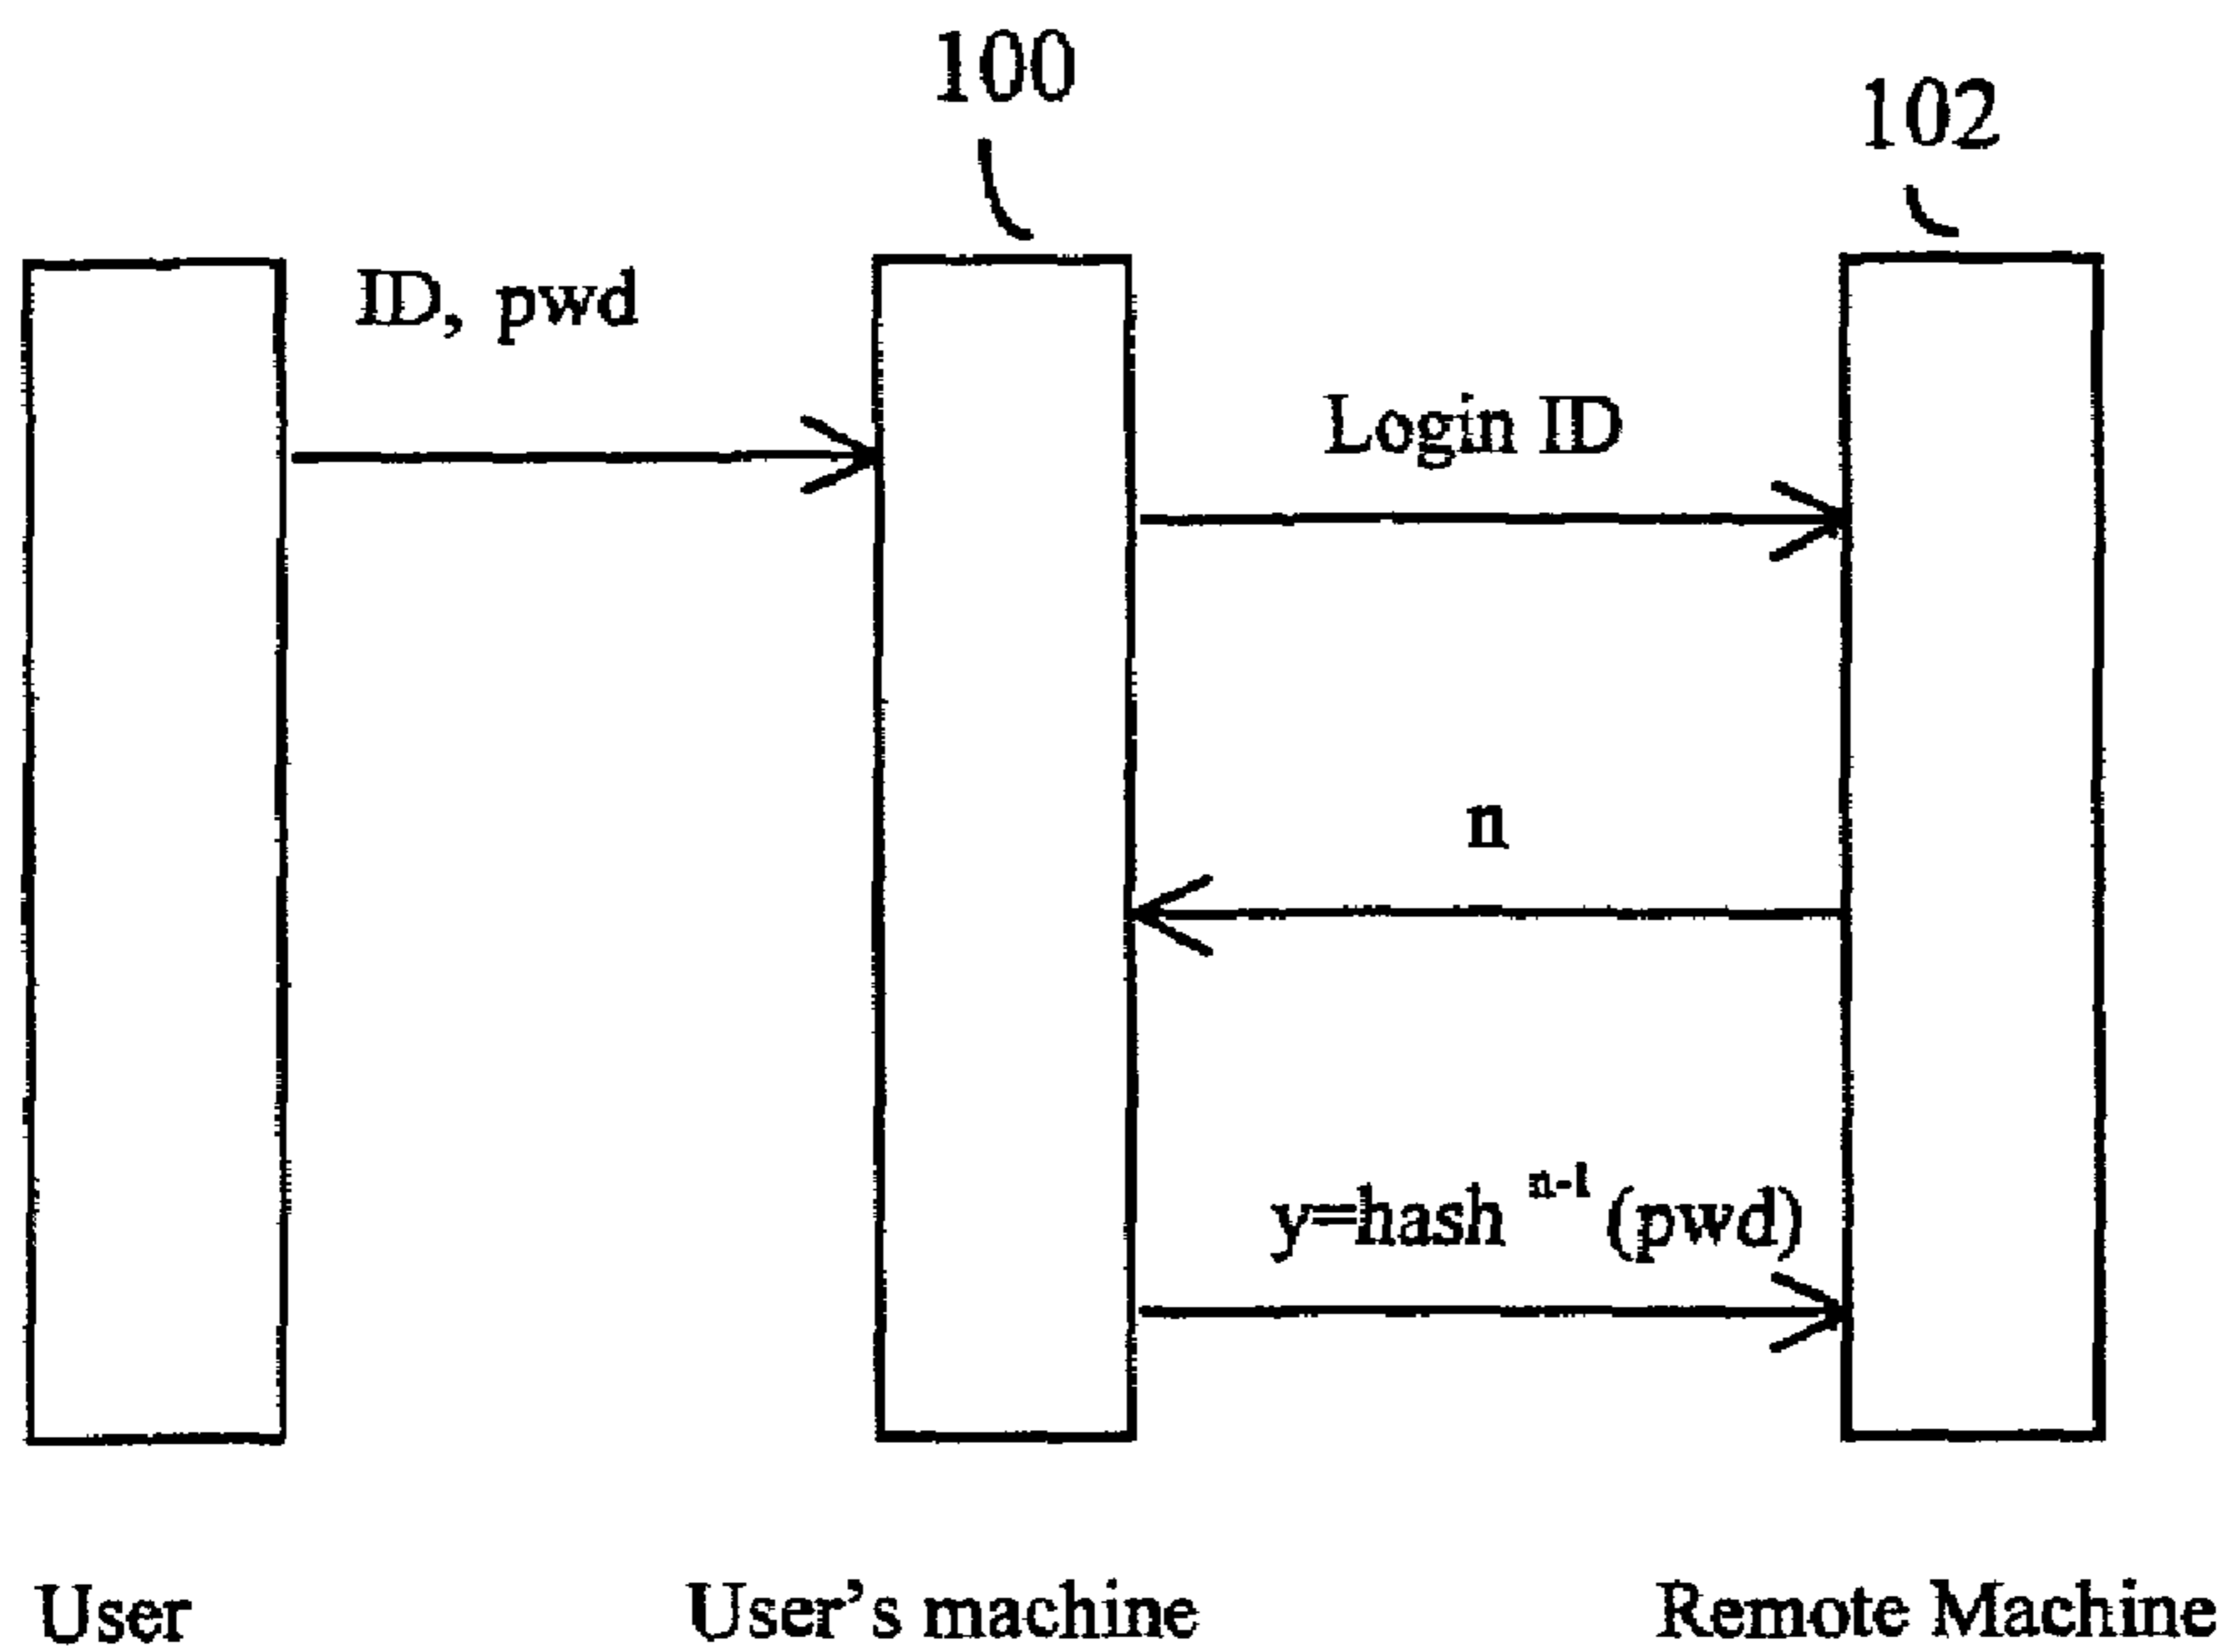 100
102
ID, pwd
Login ID
n
y=hash n-1 (pwd)
User
User's machine
Remote Machine